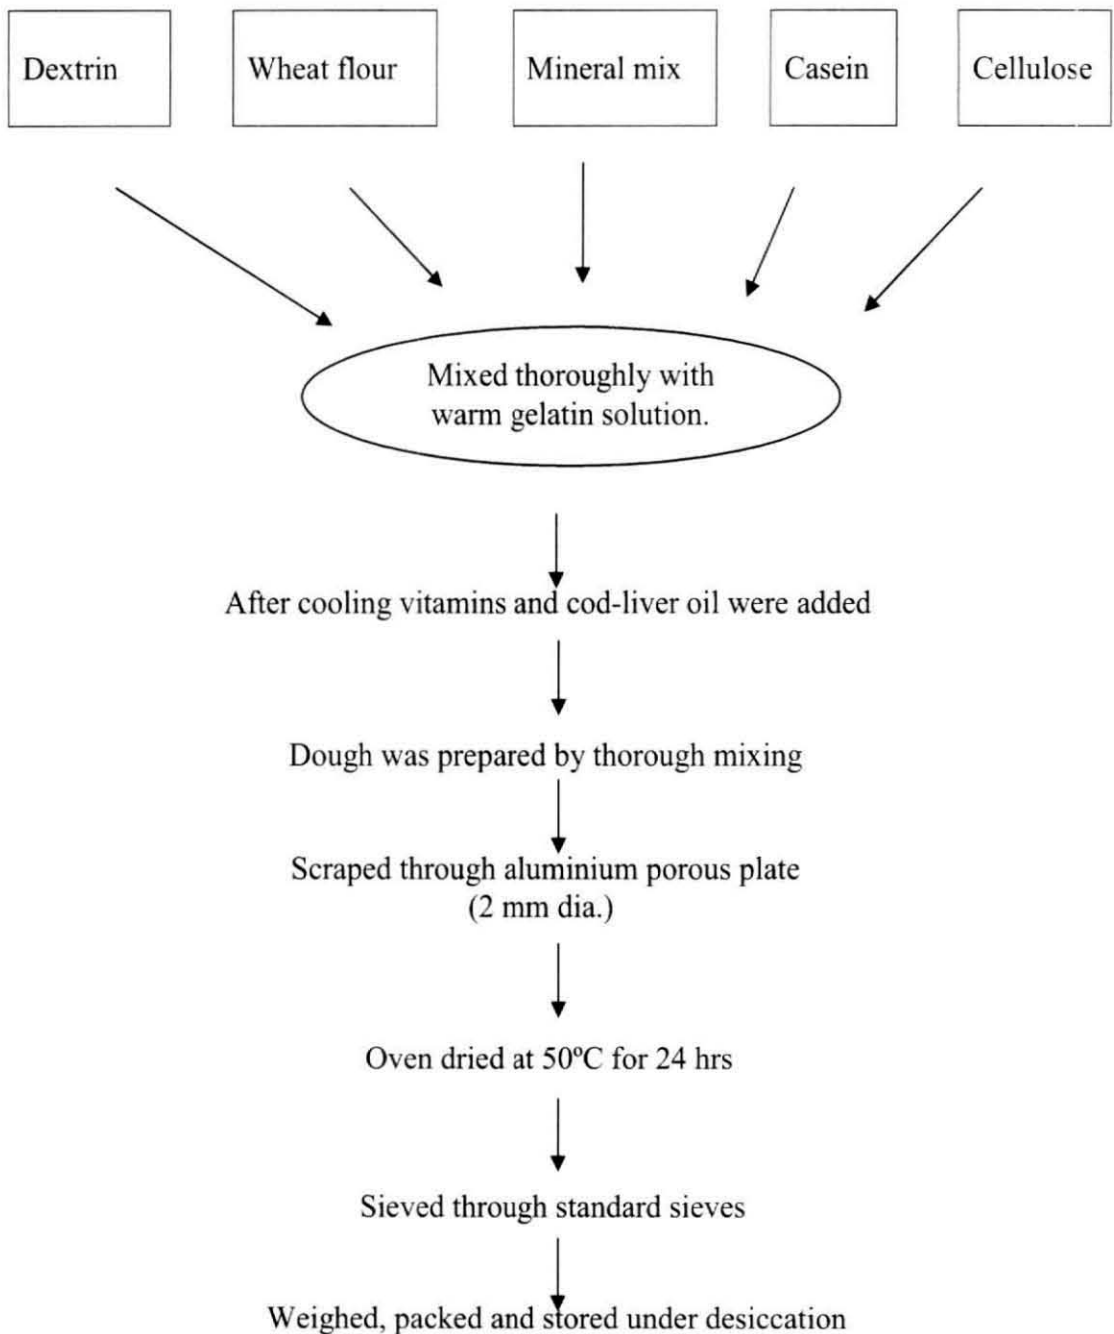 Dextrin
Wheat flour
Mineral mix
Casein
Cellulose
Mixed thoroughly with
warm gelatin solution.
After cooling vitamins and cod-liver oil were added
Dough was prepared by thorough mixing
Scraped through aluminium porous plate
(2 mm dia.)
Oven dried at 50ºC for 24 hrs
Sieved through standard sieves
Weighed, packed and stored under desiccation